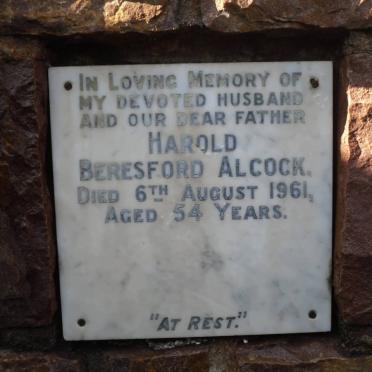 In Loving Memory of
my devoted husband
and our dear father
Harold
Beresford Alcock.
Died 6th August 1961,
Aged 54 Years.
"At Rest."